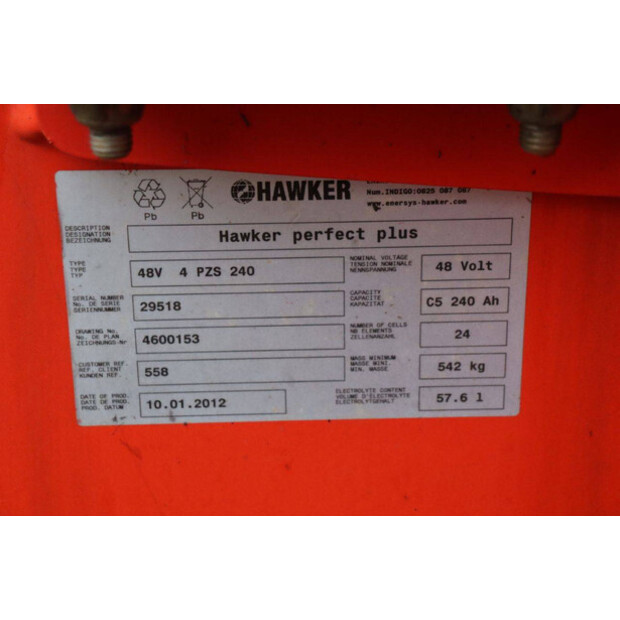 HAWKER
Num.INDIGO:0825 087 087
www.enersys-hawker.com
Pb
Pb
DESCRIPTION
DESIGNATION
BEZEICHNUNG
Hawker perfect plus
TYPE
TYPE
TYP
48V 4 PZS 240
NOMINAL VOLTAGE
TENSION NOMINALE
NENNSPANNUNG
48 Volt
SERIAL NUMBER
No. DE SERIE
SERIENNUMMER
29518
CAPACITY
CAPACITE
KAPAZITAT
C5 240 Ah
DRAWING No.
No. DE PLAN
ZEICHNUNGS-Nr
4600153
NUMBER OF CELLS
NB ELEMENTS
ZELLENANZAHL
24
CUSTOMER REF.
REF. CLIENT
KUNDEN REF.
558
MASS MINIMUM
MASSE MINI.
MIN. MASSE
542 kg
DATE OF PROD.
DATE DE PROD.
PROD. DATUM
10.01.2012
ELECTROLYTE CONTENT
VOLUME D'ELECTROLYTE
ELECTROLYTGEHALT
57.6 l